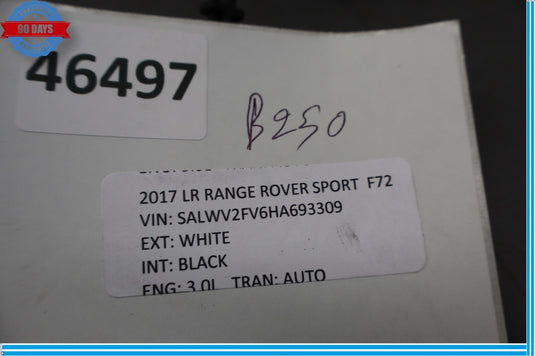 90 DAYS
46497
B250
2017 LR RANGE ROVER SPORT F72
VIN: SALWV2FV6HA693309
EXT: WHITE
INT: BLACK
ENG: 3.0L TRAN: AUTO